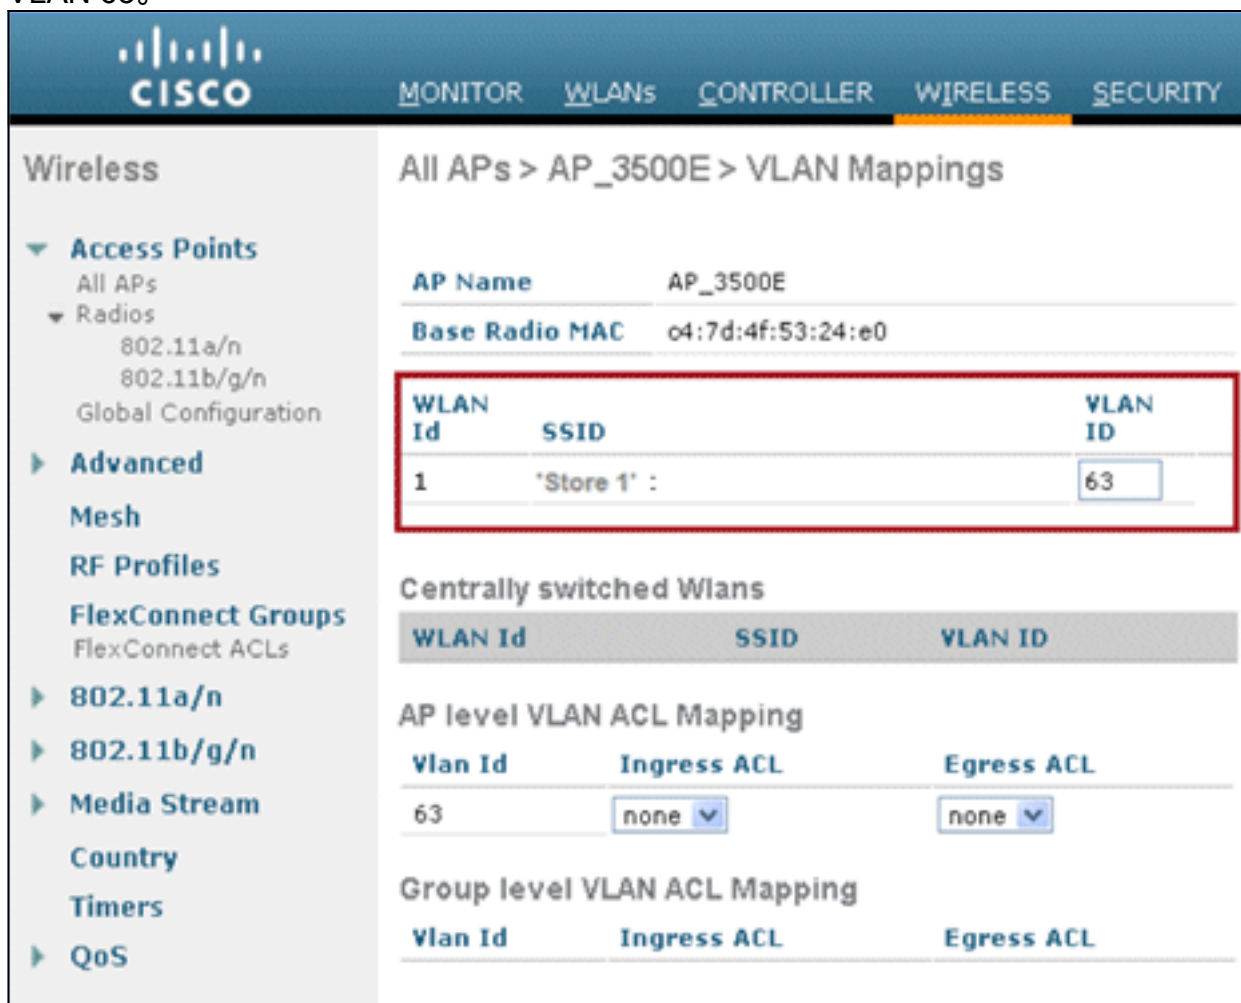 VLAN 63。
CISCO
MONITOR WLANs CONTROLLER WIRELESS SECURITY
Wireless
Access Points
All APs
Radios
802.11a/n
802.11b/g/n
Global Configuration
Advanced
Mesh
RF Profiles
FlexConnect Groups
FlexConnect ACLs
802.11a/n
802.11b/g/n
Media Stream
Country
Timers
QoS
All APs > AP_3500E > VLAN Mappings
AP Name AP_3500E
Base Radio MAC c4:7d:4f:53:24:e0
WLAN Id SSID VLAN ID
1 "Store 1" : 63
Centrally switched Wlans
WLAN Id SSID VLAN ID
AP level VLAN ACL Mapping
Vlan Id Ingress ACL Egress ACL
63 none none
Group level VLAN ACL Mapping
Vlan Id Ingress ACL Egress ACL